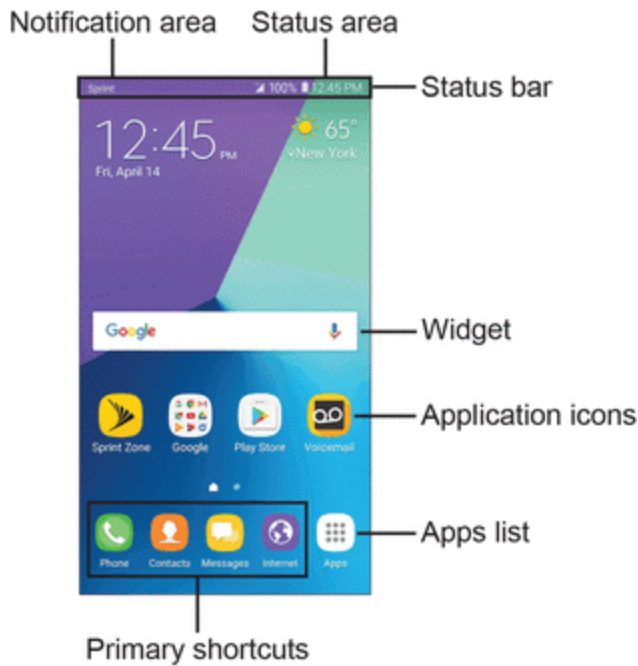 Notification area Status area
Sprint 100% 12:45 PM Status bar
12:45 PM 65°
Fri, April 14 New York
Google Widget
Application icons
Sprint Zone Google Play Store Voicemail
Apps list
Phone Contacts Messages Internet Apps
Primary shortcuts